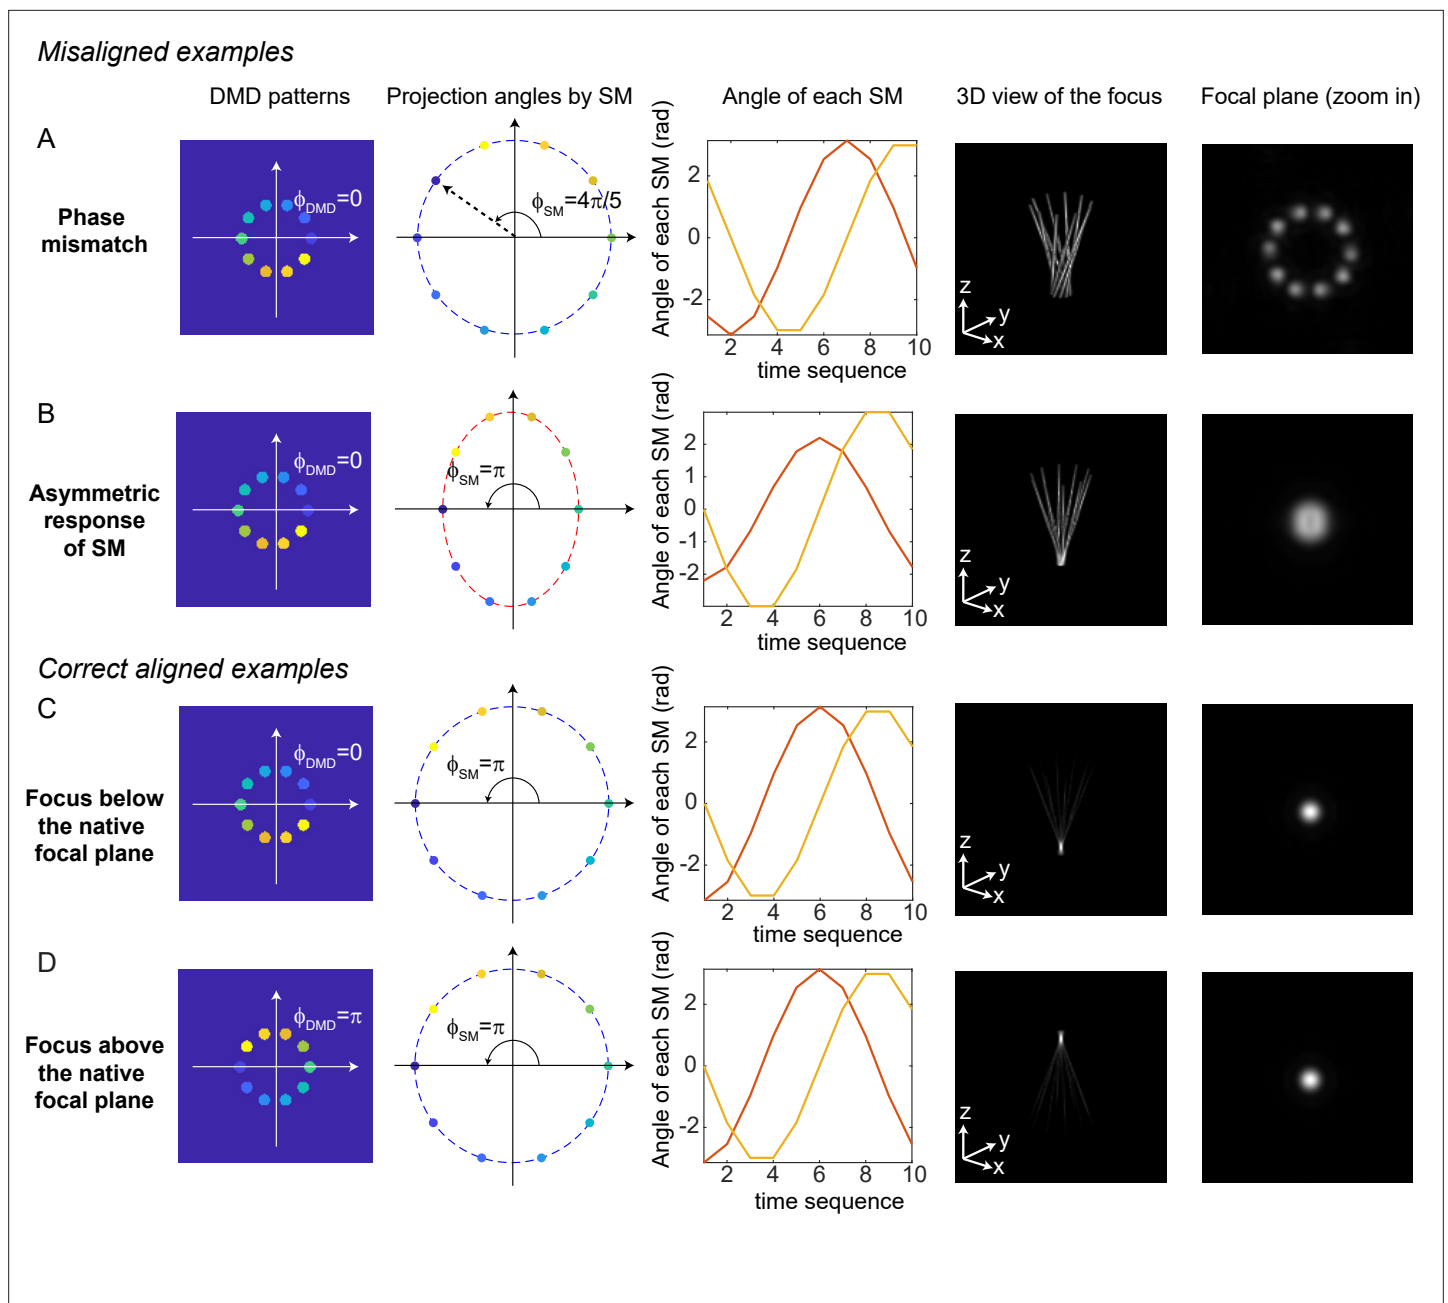 Misaligned examples
DMD patterns
Projection angles by SM
Angle of each SM
3D view of the focus
Focal plane (zoom in)
A
Phase
mismatch
ϕDMD=0
ϕSM=4π/5
Angle of each SM (rad)
2
0
-2
2 4 6 8 10
time sequence
z
y
x
B
Asymmetric
response
of SM
ϕDMD=0
ϕSM=π
Angle of each SM (rad)
2
1
0
-1
-2
2 4 6 8 10
time sequence
z
y
x
Correct aligned examples
C
Focus below
the native
focal plane
ϕDMD=0
ϕSM=π
Angle of each SM (rad)
2
0
-2
2 4 6 8 10
time sequence
z
y
x
D
Focus above
the native
focal plane
ϕDMD=π
ϕSM=π
Angle of each SM (rad)
2
0
-2
2 4 6 8 10
time sequence
z
y
x